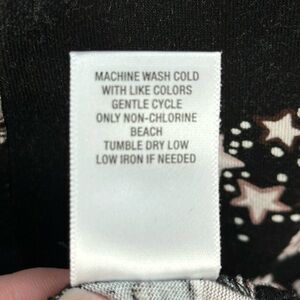 MACHINE WASH COLD
WITH LIKE COLORS
GENTLE CYCLE
ONLY NON-CHLORINE
BEACH
TUMBLE DRY LOW
LOW IRON IF NEEDED